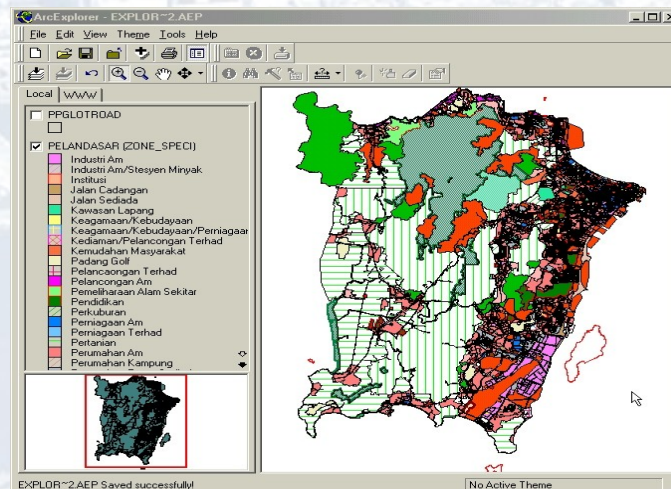 ArcExplorer - EXPLOR~2.AEP
File Edit View Theme Tools Help
Local WWW
PPGLOTROAD
PELANDASAR (ZONE_SPECI)
Industri Am
Industri Am/Stesyen Minyak
Institusi
Jalan Cadangan
Jalan Sediada
Kawasan Lapang
Keagamaan/Kebudayaan
Keagamaan/Kebudayaan/Perniagaar
Kediaman/Pelancongan Terhad
Kemudahan Masyarakat
Padang Golf
Pelancaongan Terhad
Pelancongan Am
Pemeliharaan Alam Sekitar
Pendidikan
Perkuburan
Perniagaan Am
Perniagaan Terhad
Pertanian
Perumahan Am
Perumahan Kampung
EXPLOR~2.AEP Saved successfully!
No Active Theme